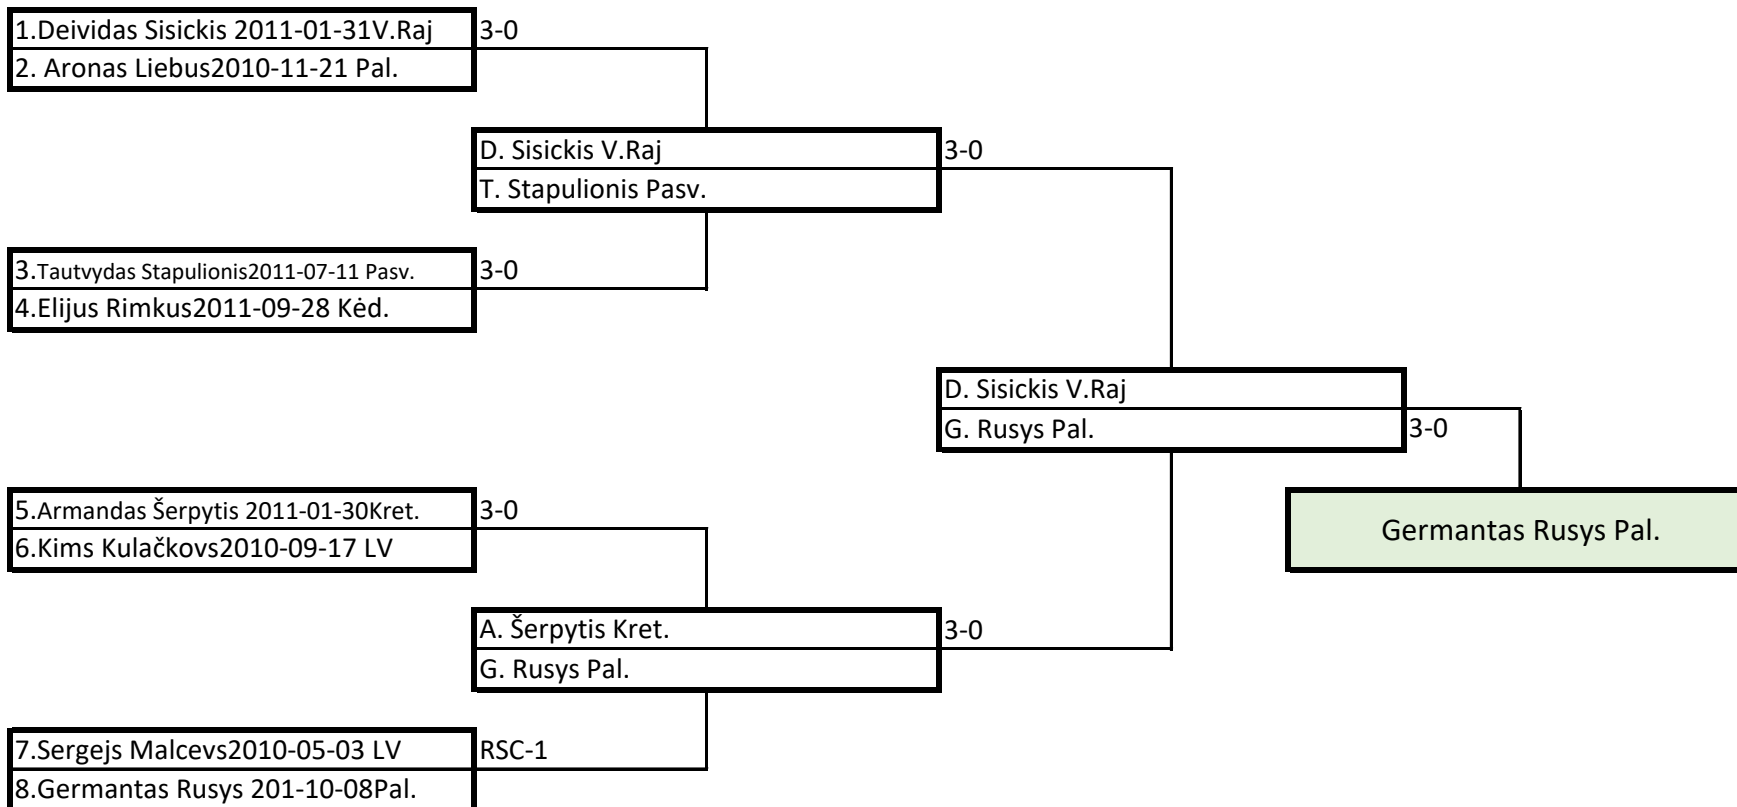 1.Deividas Sisickis 2011-01-31V.Raj 3-0
2. Aronas Liebus2010-11-21 Pal.
D. Sisickis V.Raj 3-0
T. Stapulionis Pasv.
3.Tautvydas Stapulionis2011-07-11 Pasv. 3-0
4.Elijus Rimkus2011-09-28 Kėd.
D. Sisickis V.Raj
G. Rusys Pal. 3-0
5.Armandas Šerpytis 2011-01-30Kret. 3-0
Germantas Rusys Pal.
6.Kims Kulačkovs2010-09-17 LV
A. Šerpytis Kret. 3-0
G. Rusys Pal.
7.Sergejs Malcevs2010-05-03 LV RSC-1
8.Germantas Rusys 201-10-08Pal.